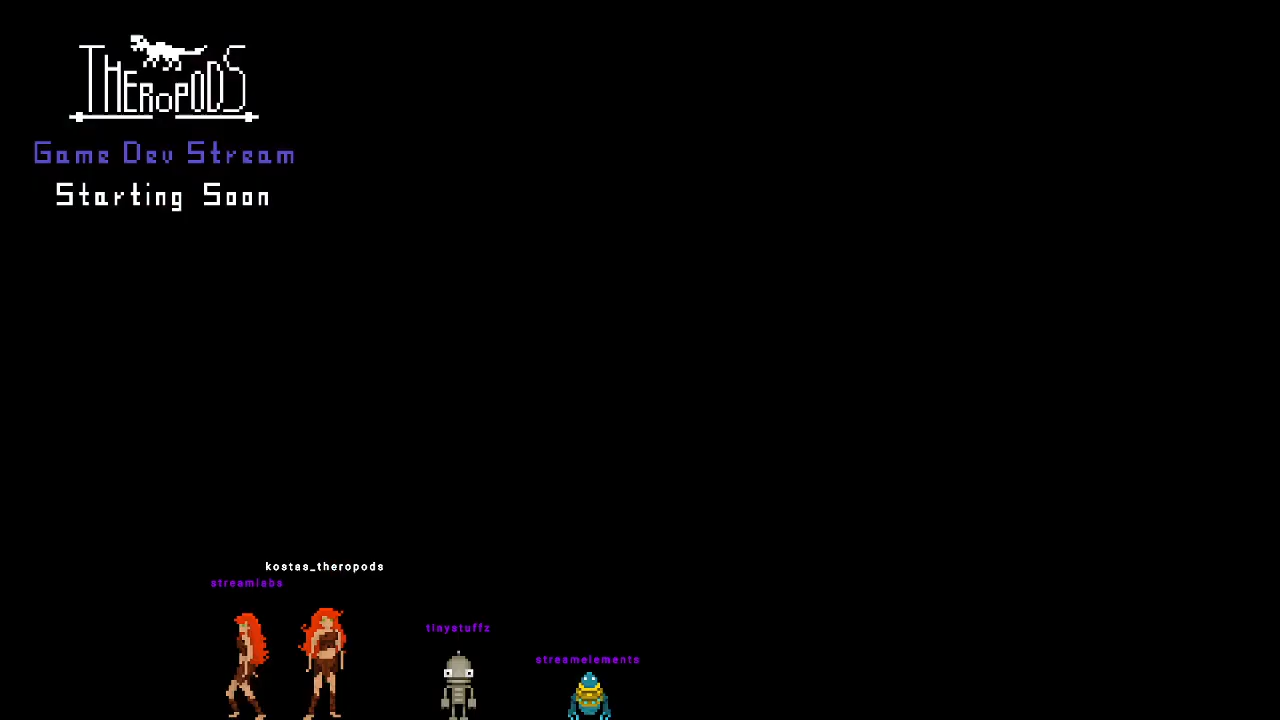 THEROPODS
Game Dev Stream
Starting Soon
kostas_theropods
streamlabs
tinystuffz
streamelements